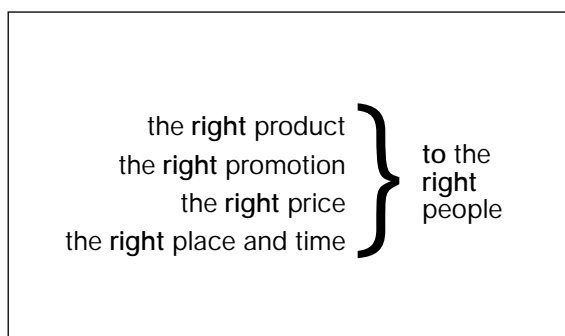 the right product
the right promotion
the right price
the right place and time
to the
right
people